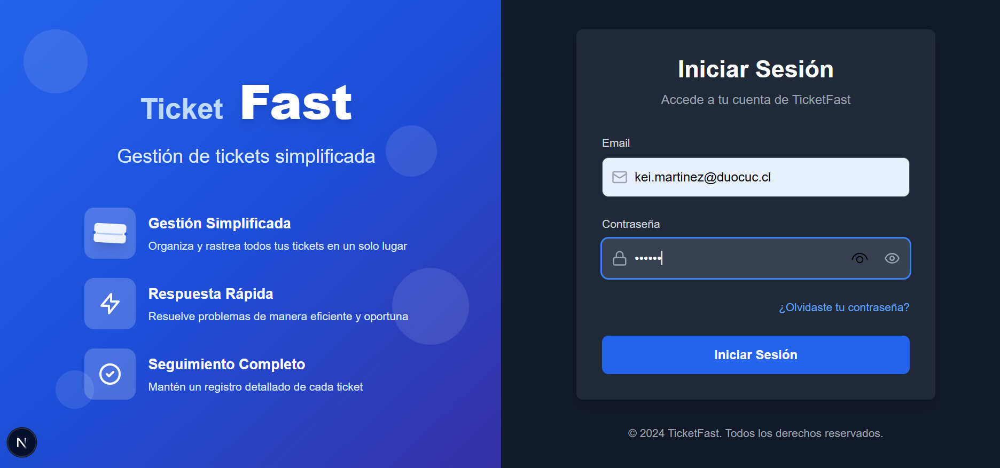 Ticket Fast
Gestión de tickets simplificada
Gestión Simplificada
Organiza y rastrea todos tus tickets en un solo lugar
Respuesta Rápida
Resuelve problemas de manera eficiente y oportuna
Seguimiento Completo
Mantén un registro detallado de cada ticket
N
Iniciar Sesión
Accede a tu cuenta de TicketFast
Email
kei.martinez@duocuc.cl
Contraseña
••••••
¿Olvidaste tu contraseña?
Iniciar Sesión
© 2024 TicketFast. Todos los derechos reservados.